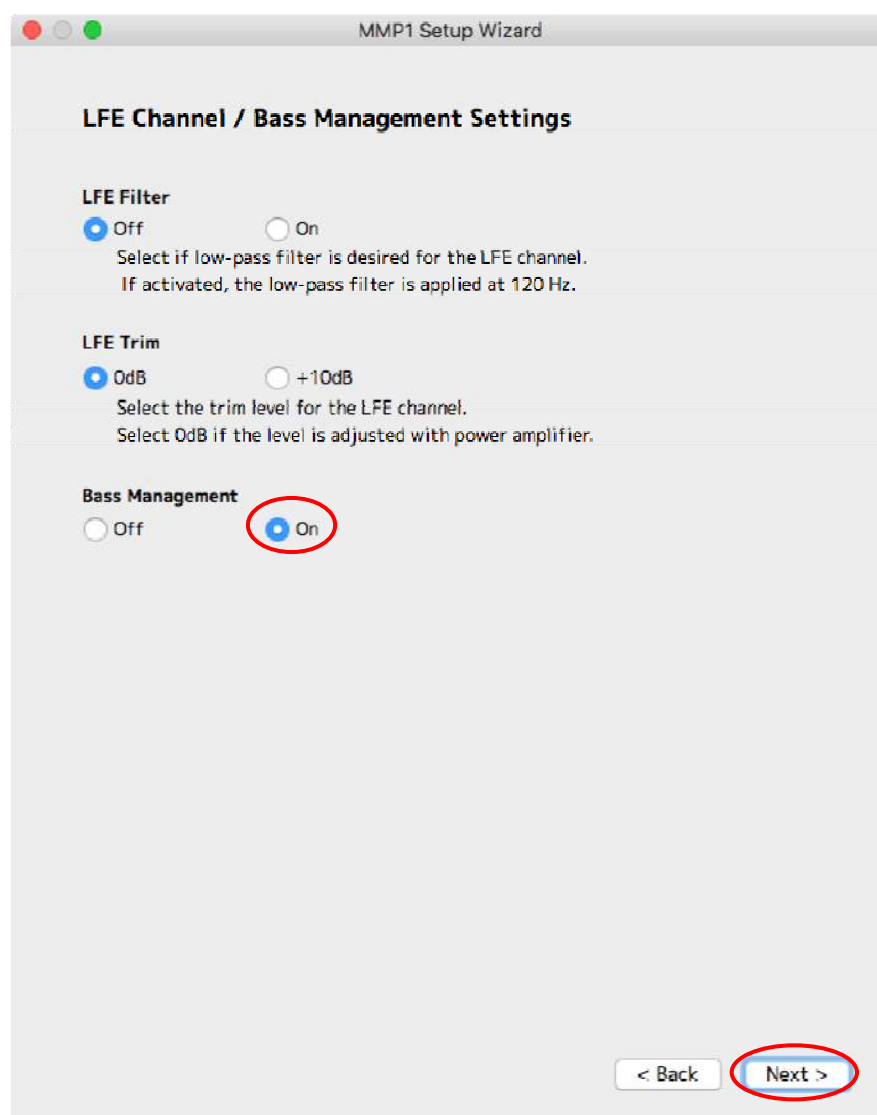 MMP1 Setup Wizard
LFE Channel / Bass Management Settings
LFE Filter
Off On
Select if low-pass filter is desired for the LFE channel.
If activated, the low-pass filter is applied at 120 Hz.
LFE Trim
0dB +10dB
Select the trim level for the LFE channel.
Select 0dB if the level is adjusted with power amplifier.
Bass Management
Off On
< Back Next >